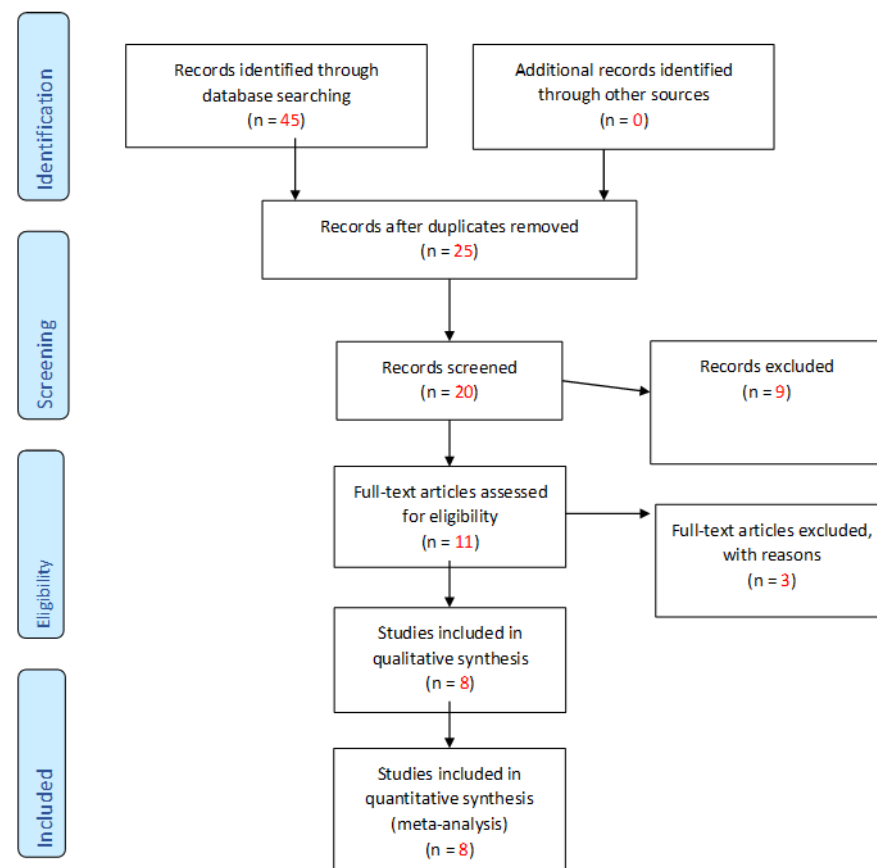 Identification
Records identified through
database searching
(n = 45)
Additional records identified
through other sources
(n = 0)
Records after duplicates removed
(n = 25)
Screening
Records screened
(n = 20)
Records excluded
(n = 9)
Eligibility
Full-text articles assessed
for eligibility
(n = 11)
Full-text articles excluded,
with reasons
(n = 3)
Studies included in
qualitative synthesis
(n = 8)
Included
Studies included in
quantitative synthesis
(meta-analysis)
(n = 8)